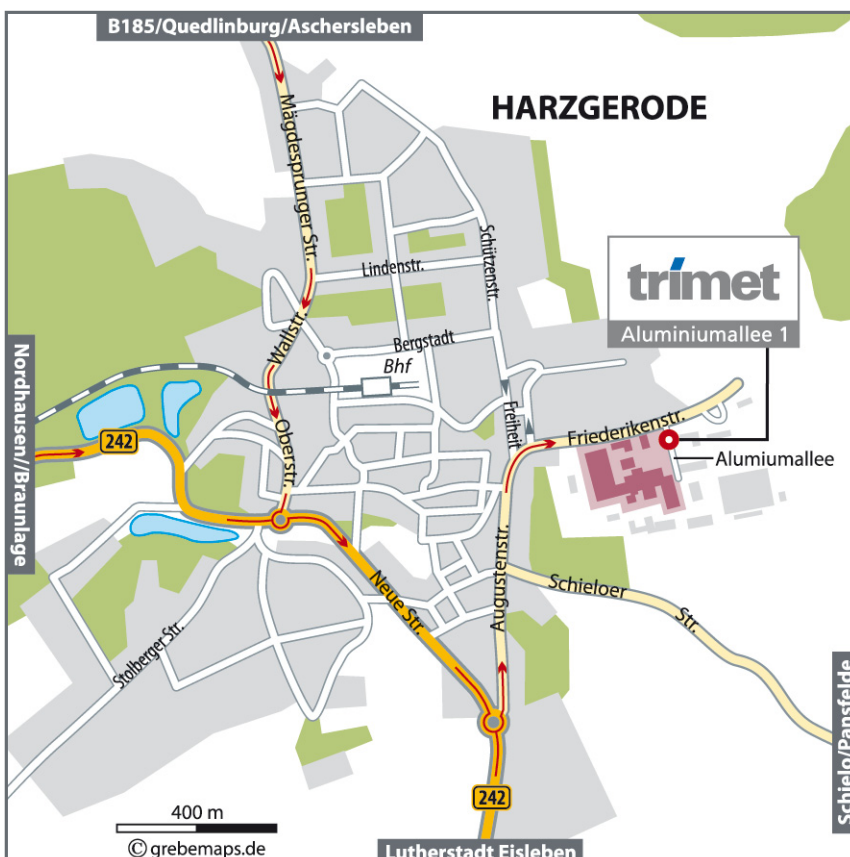 B185/Quedlinburg/Aschersleben
HARZGERODE
Mägdesprunger Str.
Schützenstr.
Lindenstr.
trimet
Aluminiumallee 1
Wallstr.
Bergstadt
Bhf
Nordhausen//Braunlage
Freiheit
Friederikenstr.
242
Oberstr.
Alumiumallee
Augustenstr.
Neue Str.
Schieloer
Str.
Stolberger Str.
Schielo/Pansfelde
242
400 m
© grebemaps.de
Lutherstadt Eisleben